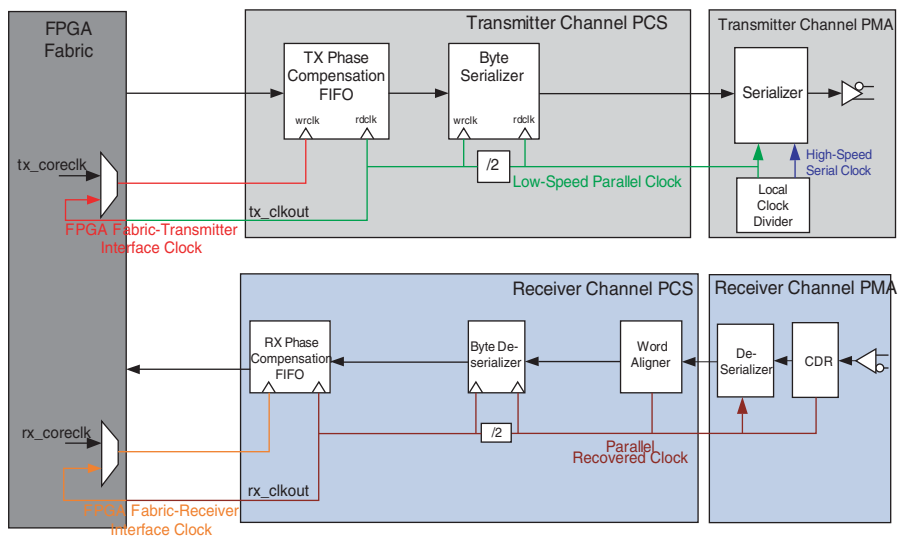 FPGA
Fabric
Transmitter Channel PCS
Transmitter Channel PMA
TX Phase
Compensation
FIFO
wrclk
rdclk
Byte
Serializer
wrclk
rdclk
/2
Serializer
tx_coreclk
Low-Speed Parallel Clock
High-Speed
Serial Clock
Local
Clock
Divider
tx_clkout
FPGA Fabric-Transmitter
Interface Clock
Receiver Channel PCS
Receiver Channel PMA
RX Phase
Compensation
FIFO
Byte De-
serializer
Word
Aligner
De-
Serializer
CDR
/2
rx_coreclk
Parallel
Recovered Clock
rx_clkout
FPGA Fabric-Receiver
Interface Clock